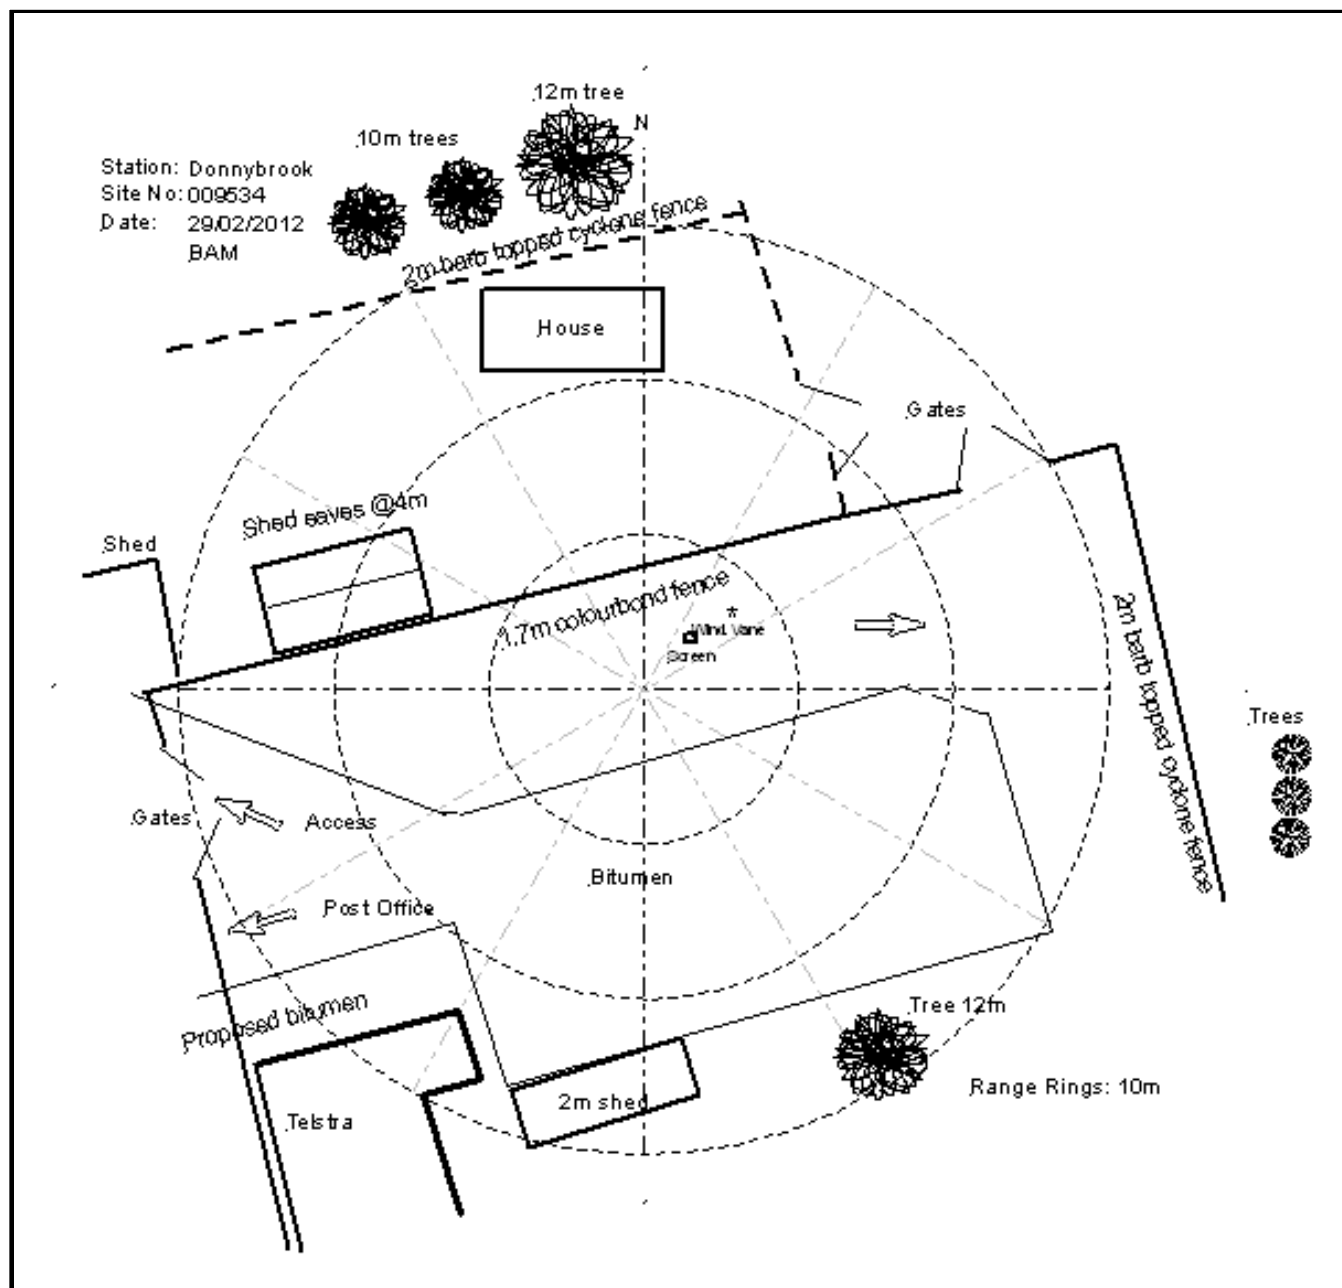 12m tree
N
10m trees
Station: Donnybrook
Site No: 009534
Date: 29/02/2012
BAM
2m barb topped cyclone fence
House
Gates
Shed eaves @4m
Shed
1.7m colourbond fence
Wind Vane
Screen
2m barb topped cyclone fence
Trees
Gates
Access
Bitumen
Post Office
Proposed bitumen
Tree 12m
Range Rings: 10m
2m shed
Telstra